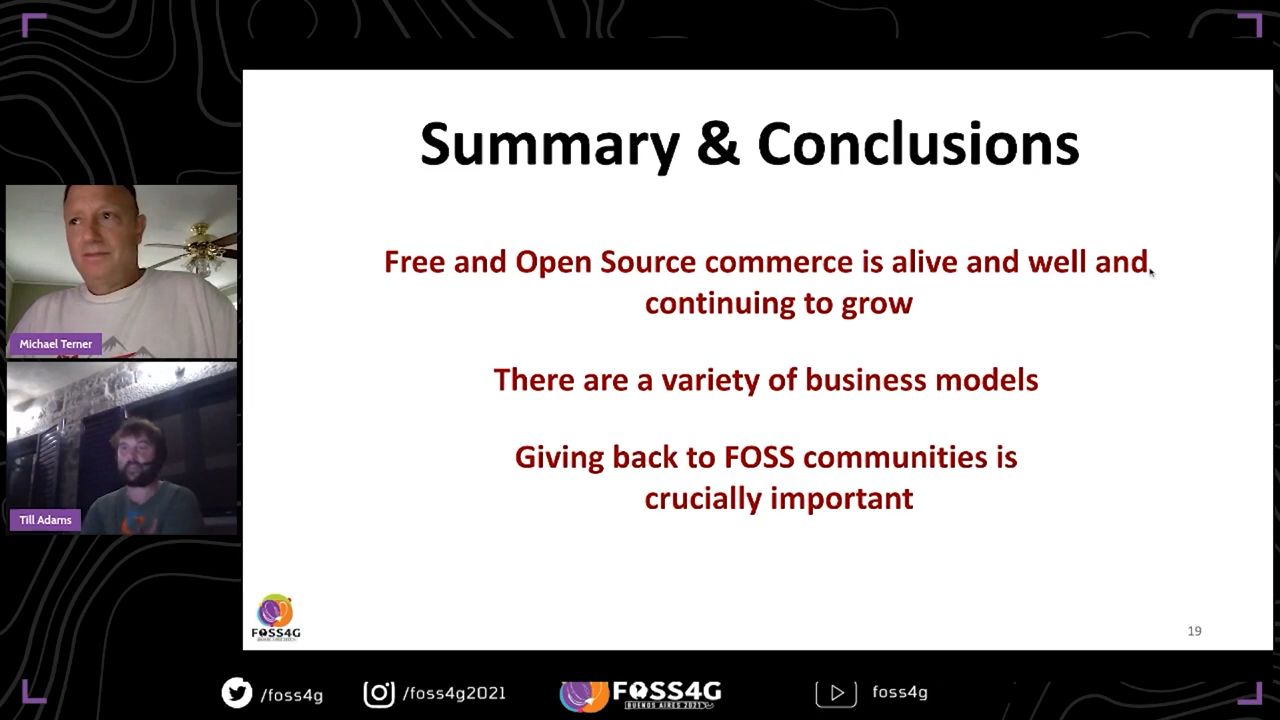 Summary & Conclusions
Free and Open Source commerce is alive and well and
continuing to grow
There are a variety of business models
Giving back to FOSS communities is
crucially important
Michael Terner
Till Adams
FOSS4G
19
/foss4g
/foss4g2021
FOSS4G
BUENOS AIRES 2021
foss4g